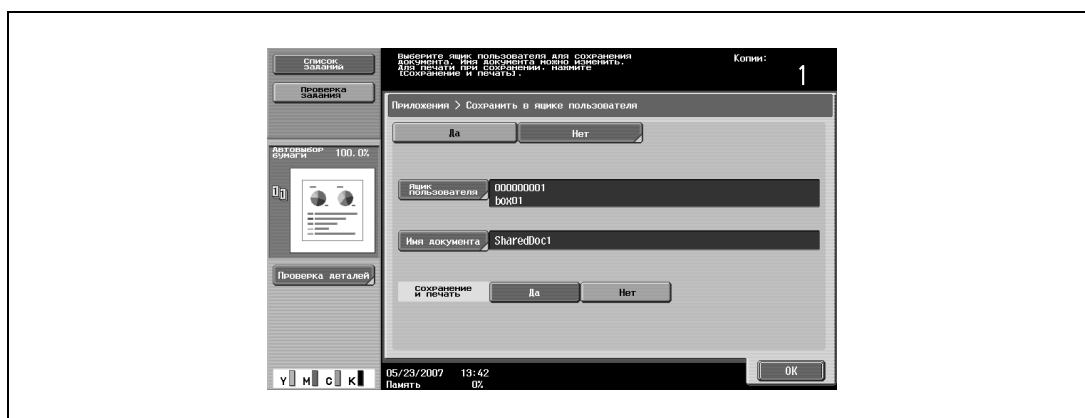 Список
заданий
Проверка
задания
Автовыбор
бумаги 100.0%
Проверка деталей
Y M C K
Выберите ящик пользователя для сохранения
документа. Имя документа можно изменить.
Для печати при сохранении, нажмите
[Сохранение и печать].
Копии:
1
Приложения > Сохранить в ящике пользователя
Да Нет
Ящик
пользователя
000000001
box01
Имя документа SharedDoc1
Сохранение
и печать
Да Нет
05/23/2007 13:42
Память 0%
OK